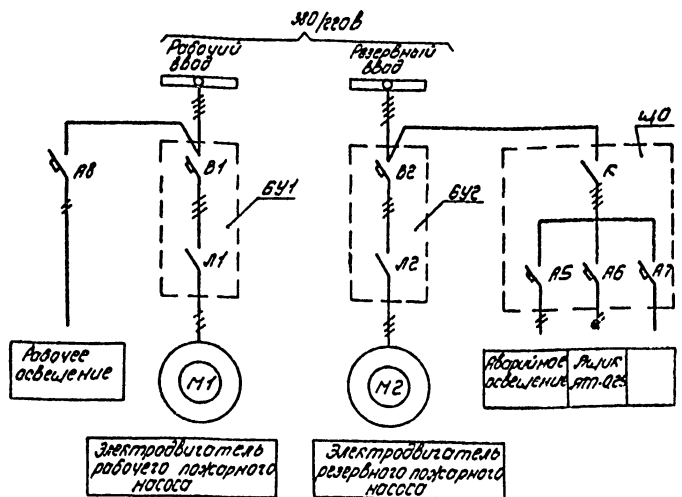 380/220В
Рабочий
ввод
Резервный
ввод
ЩО
А8
В1
БУ1
В2
БУ2
К
Л1
Л2
А5
А6
А7
Рабочее
освещение
М1
М2
Аварийное
освещение
Ящик
ЯТП-0,25
Электродвигатель
рабочего пожарного
насоса
Электродвигатель
резервного пожарного
насоса